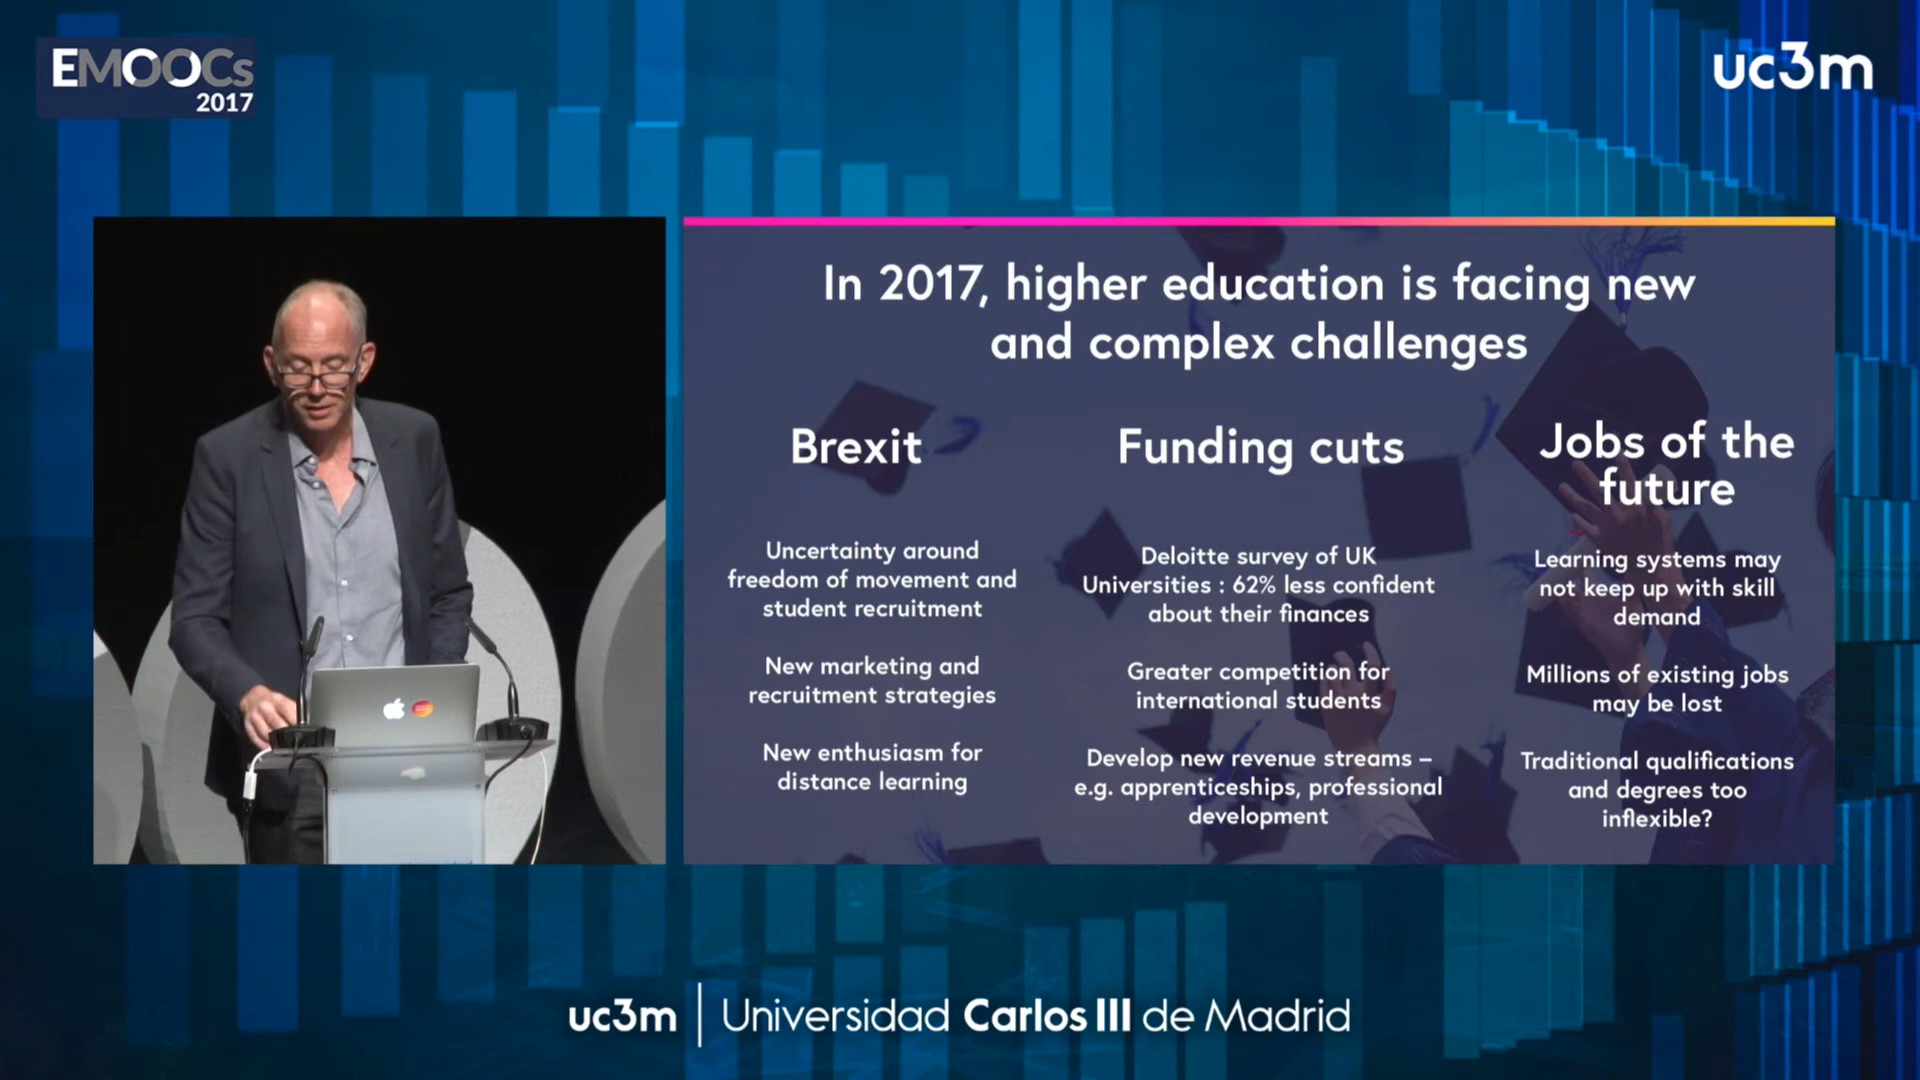 EMOOCs
2017
uc3m
In 2017, higher education is facing new
and complex challenges
Brexit
Uncertainty around
freedom of movement and
student recruitment
New marketing and
recruitment strategies
New enthusiasm for
distance learning
Funding cuts
Deloitte survey of UK
Universities : 62% less confident
about their finances
Greater competition for
international students
Develop new revenue streams –
e.g. apprenticeships, professional
development
Jobs of the
future
Learning systems may
not keep up with skill
demand
Millions of existing jobs
may be lost
Traditional qualifications
and degrees too
inflexible?
uc3m | Universidad Carlos III de Madrid